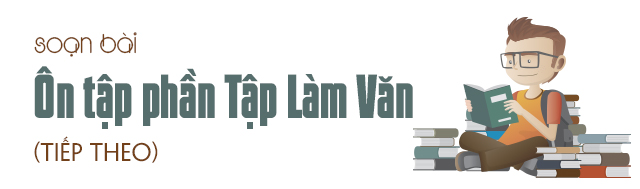 soạn bài
Ôn tập phần Tập Làm Văn
(TIẾP THEO)